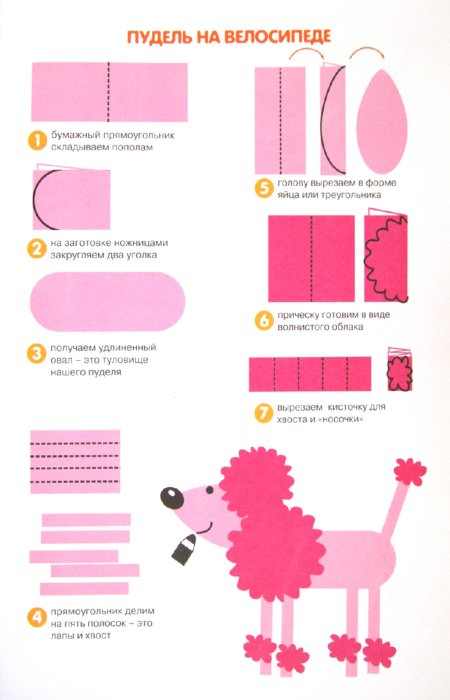 ПУДЕЛЬ НА ВЕЛОСИПЕДЕ
1 бумажный прямоугольник
складываем пополам
2 на заготовке ножницами
закругляем два уголка
3 получаем удлиненный
овал – это туловище
нашего пуделя
4 прямоугольник делим
на пять полосок – это
лапы и хвост
5 голову вырезаем в форме
яйца или треугольника
6 прическу готовим в виде
волнистого облака
7 вырезаем кисточку для
хвоста и «носочки»